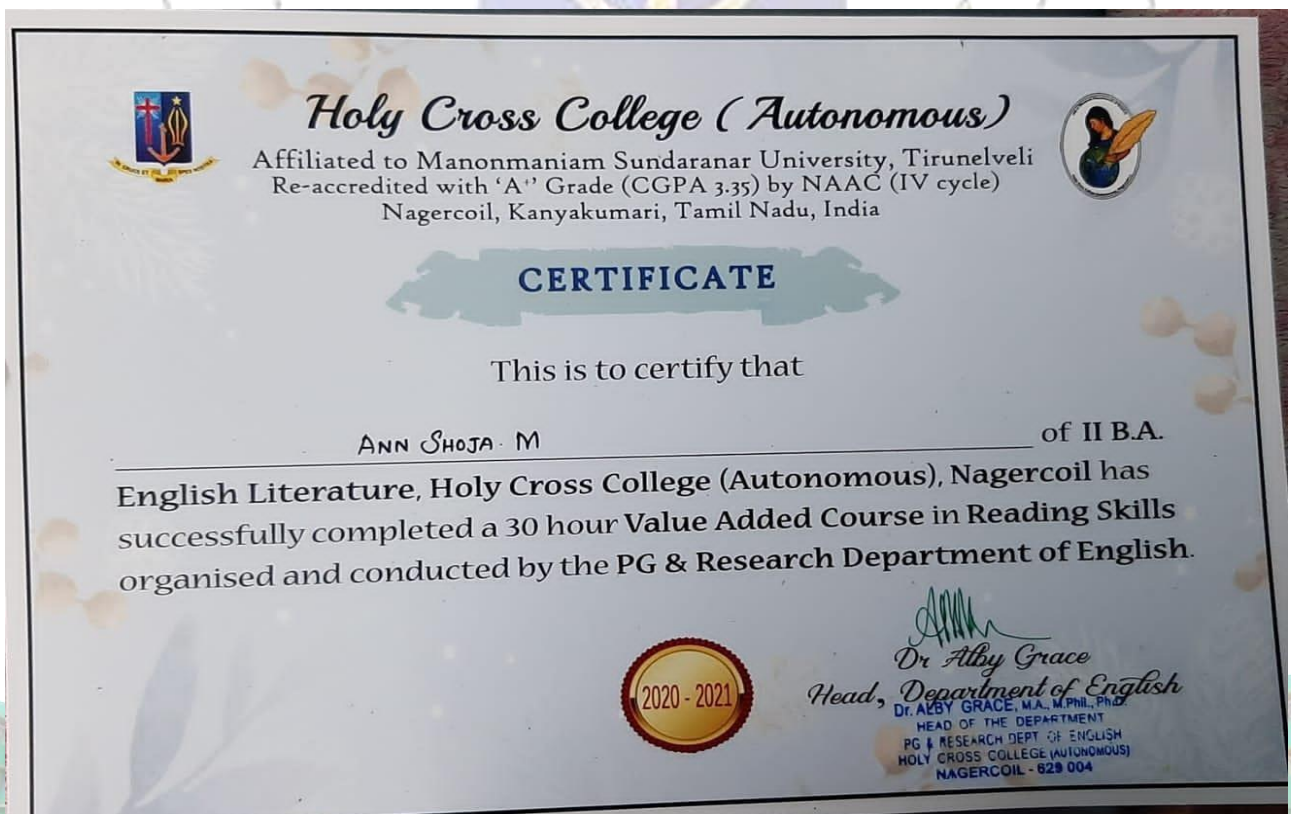 Holy Cross College (Autonomous)
Affiliated to Manonmaniam Sundaranar University, Tirunelveli
Re-accredited with 'A+' Grade (CGPA 3.35) by NAAC (IV cycle)
Nagercoil, Kanyakumari, Tamil Nadu, India
CERTIFICATE
This is to certify that
ANN SHOJA. M of II B.A.
English Literature, Holy Cross College (Autonomous), Nagercoil has
successfully completed a 30 hour Value Added Course in Reading Skills
organised and conducted by the PG & Research Department of English.
2020 - 2021
Dr Alby Grace
Head, Department of English
Dr. ALBY GRACE, M.A., M.Phil., Ph.D.
HEAD OF THE DEPARTMENT
PG & RESEARCH DEPT OF ENGLISH
HOLY CROSS COLLEGE (AUTONOMOUS)
NAGERCOIL - 629 004